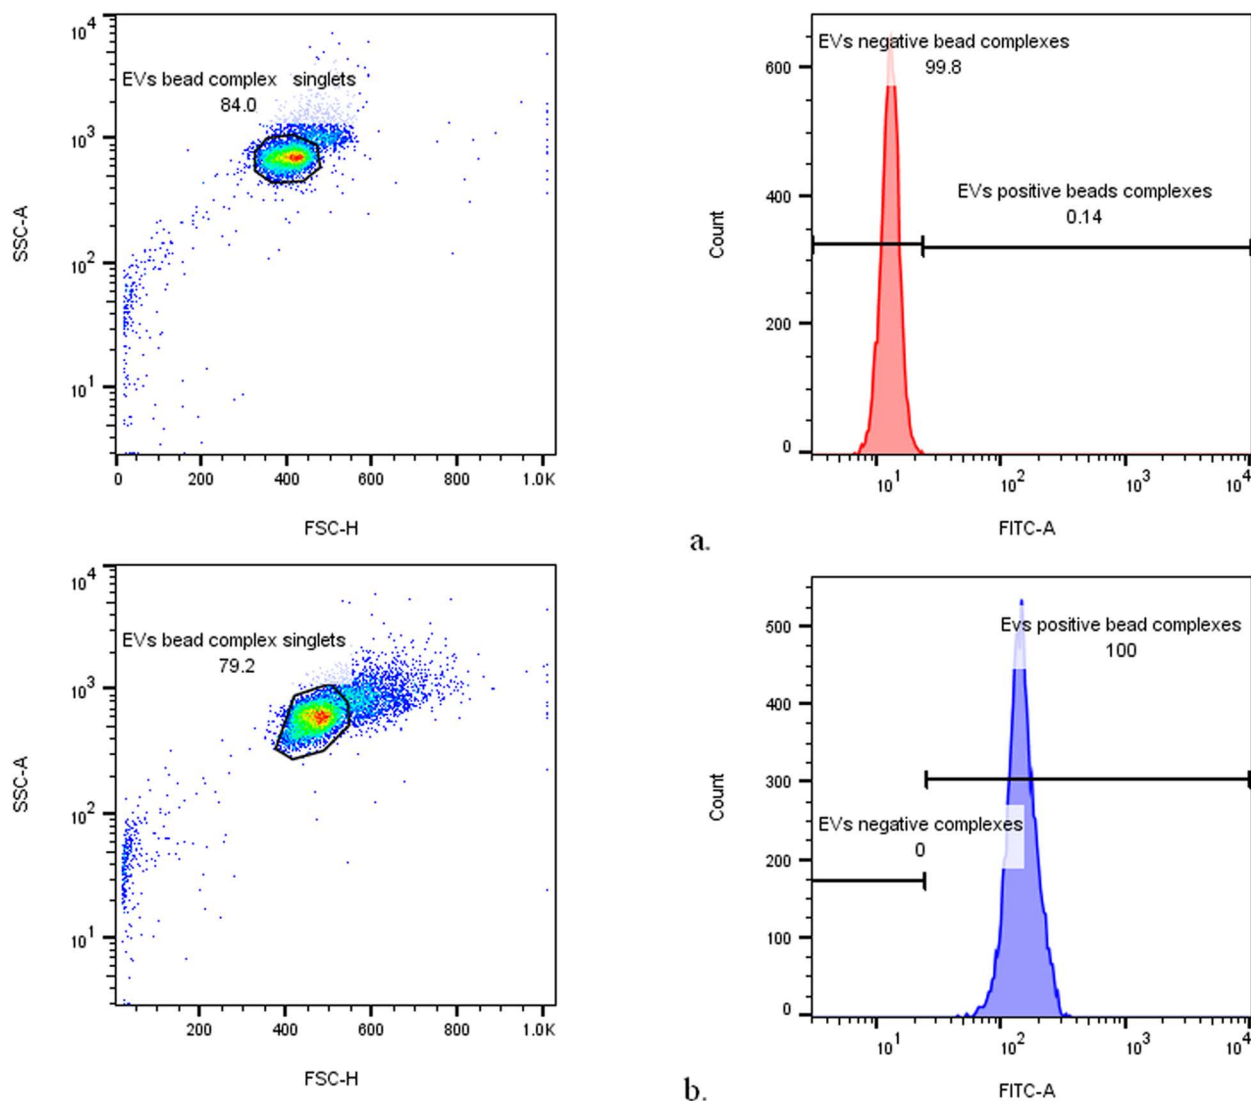 10^4
EVs bead complex singlets
84.0
10^3
SSC-A
10^2
10^1
0 200 400 600 800 1.0K
FSC-H
EVs negative bead complexes
99.8
600
EVs positive beads complexes
0.14
400
Count
200
0
10^1 10^2 10^3 10^4
FITC-A
a.
10^4
EVs bead complex singlets
79.2
10^3
SSC-A
10^2
10^1
200 400 600 800 1.0K
FSC-H
500
Evs positive bead complexes
100
400
300
Count
EVs negative complexes
0
200
100
0
10^1 10^2 10^3 10^4
FITC-A
b.